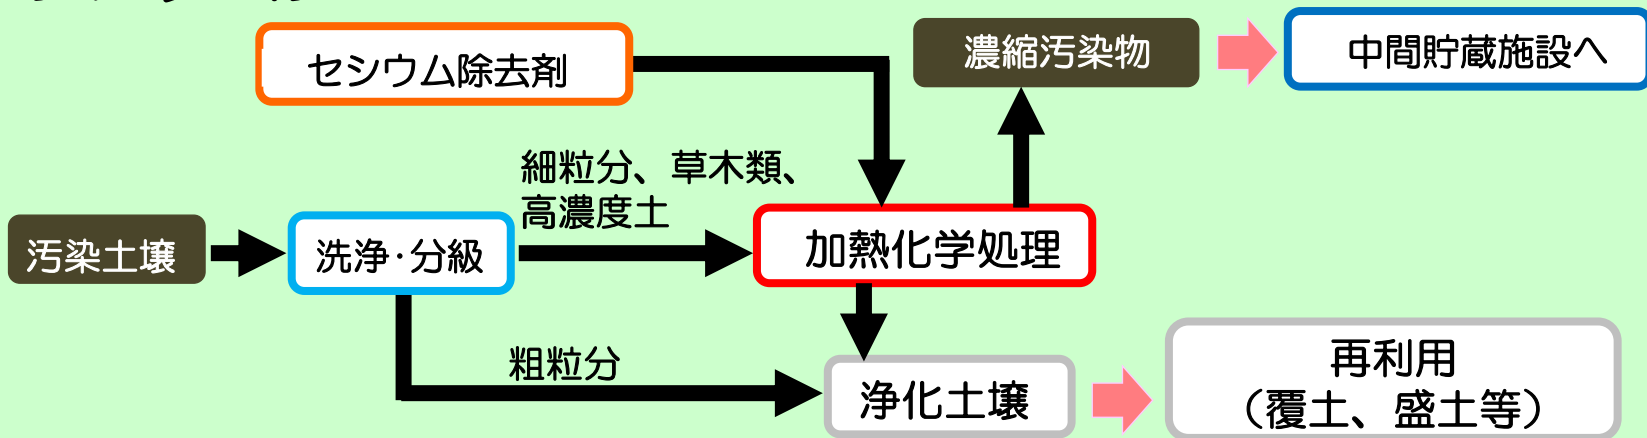 セシウム除去剤
濃縮汚染物
中間貯蔵施設へ
細粒分、草木類、
高濃度土
汚染土壌
洗浄・分級
加熱化学処理
粗粒分
浄化土壌
再利用
（覆土、盛土等）